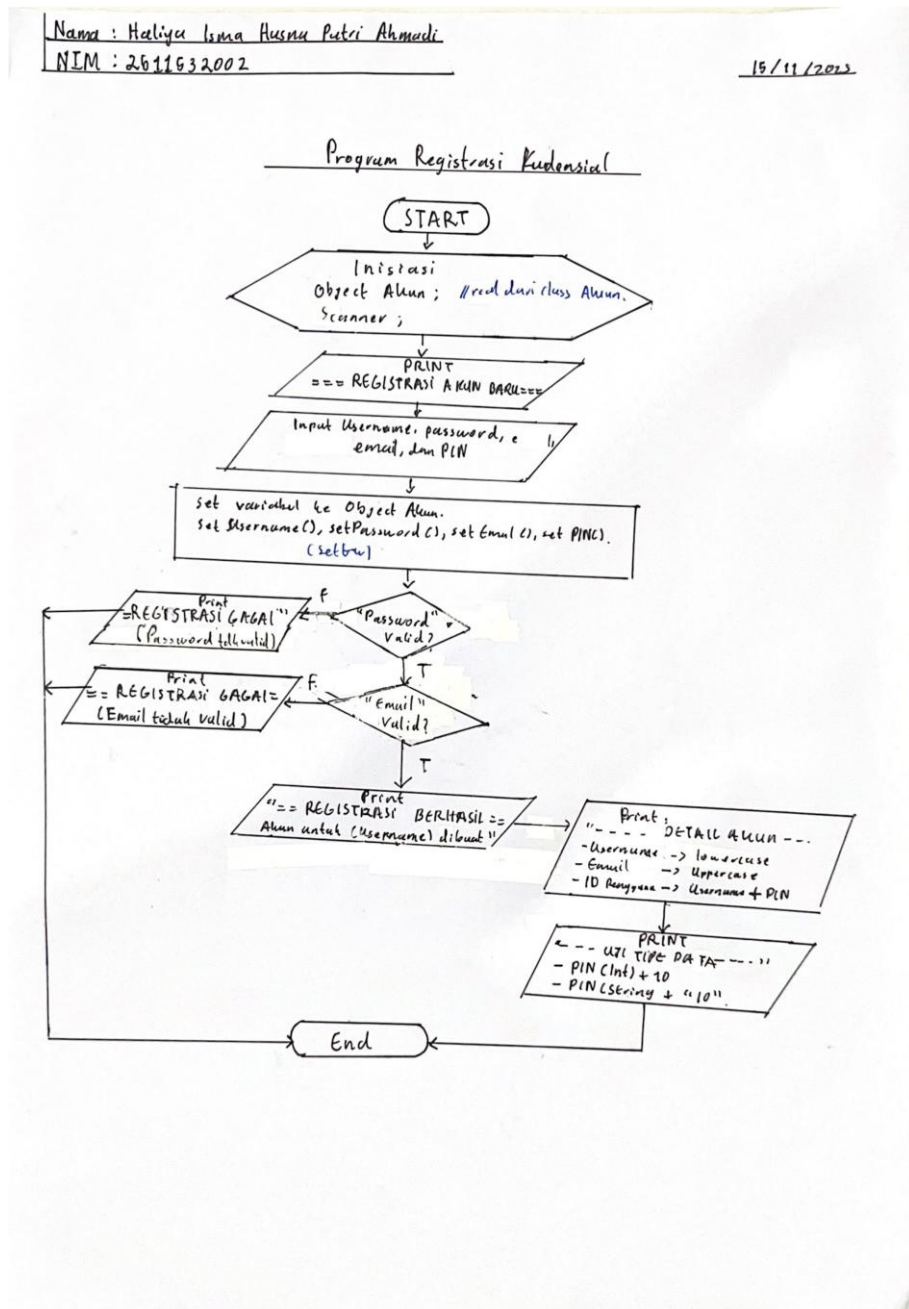 Nama : Haliya Isma Husna Putri Ahmadi
NIM : 2611532002
15/11/2025
Program Registrasi Kudensial
START
Inisiasi
Object Akun ; //read dari class Akun.
Scanner ;
PRINT
=== REGISTRASI AKUN BARU===
Input Username, password, e
email, dan PIN
set variabel ke Object Akun.
set Username(), setPassword(), set Email(), set PIN().
(setter)
"Password"
valid?
F
Print
=REGISTRASI GAGAL""
(Password tdk valid)
T
"Email"
valid?
F
Print
== REGISTRASI GAGAL=
(Email tidak valid)
T
Print
"== REGISTRASI BERHASIL ==
Akun untuk (Username) dibuat"
Print,
"---- DETAIL AKUN ---.
-Username -> lowercase
- Email -> Uppercase
- ID Pengguna -> Username + PIN
PRINT
"--- UJI TIPE DATA----"
- PIN (Int) + 10
- PIN (String + "10".
End